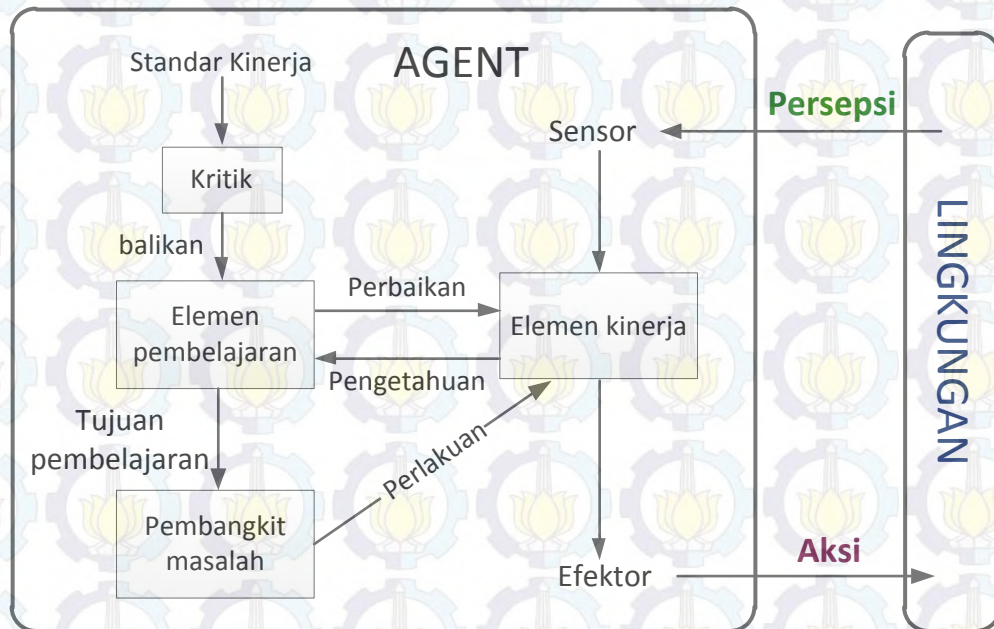 AGENT
Standar Kinerja
Kritik
balikan
Elemen
pembelajaran
Tujuan
pembelajaran
Pembangkit
masalah
Perbaikan
Pengetahuan
Perlakuan
Sensor
Elemen kinerja
Efektor
Persepsi
Aksi
LINGKUNGAN